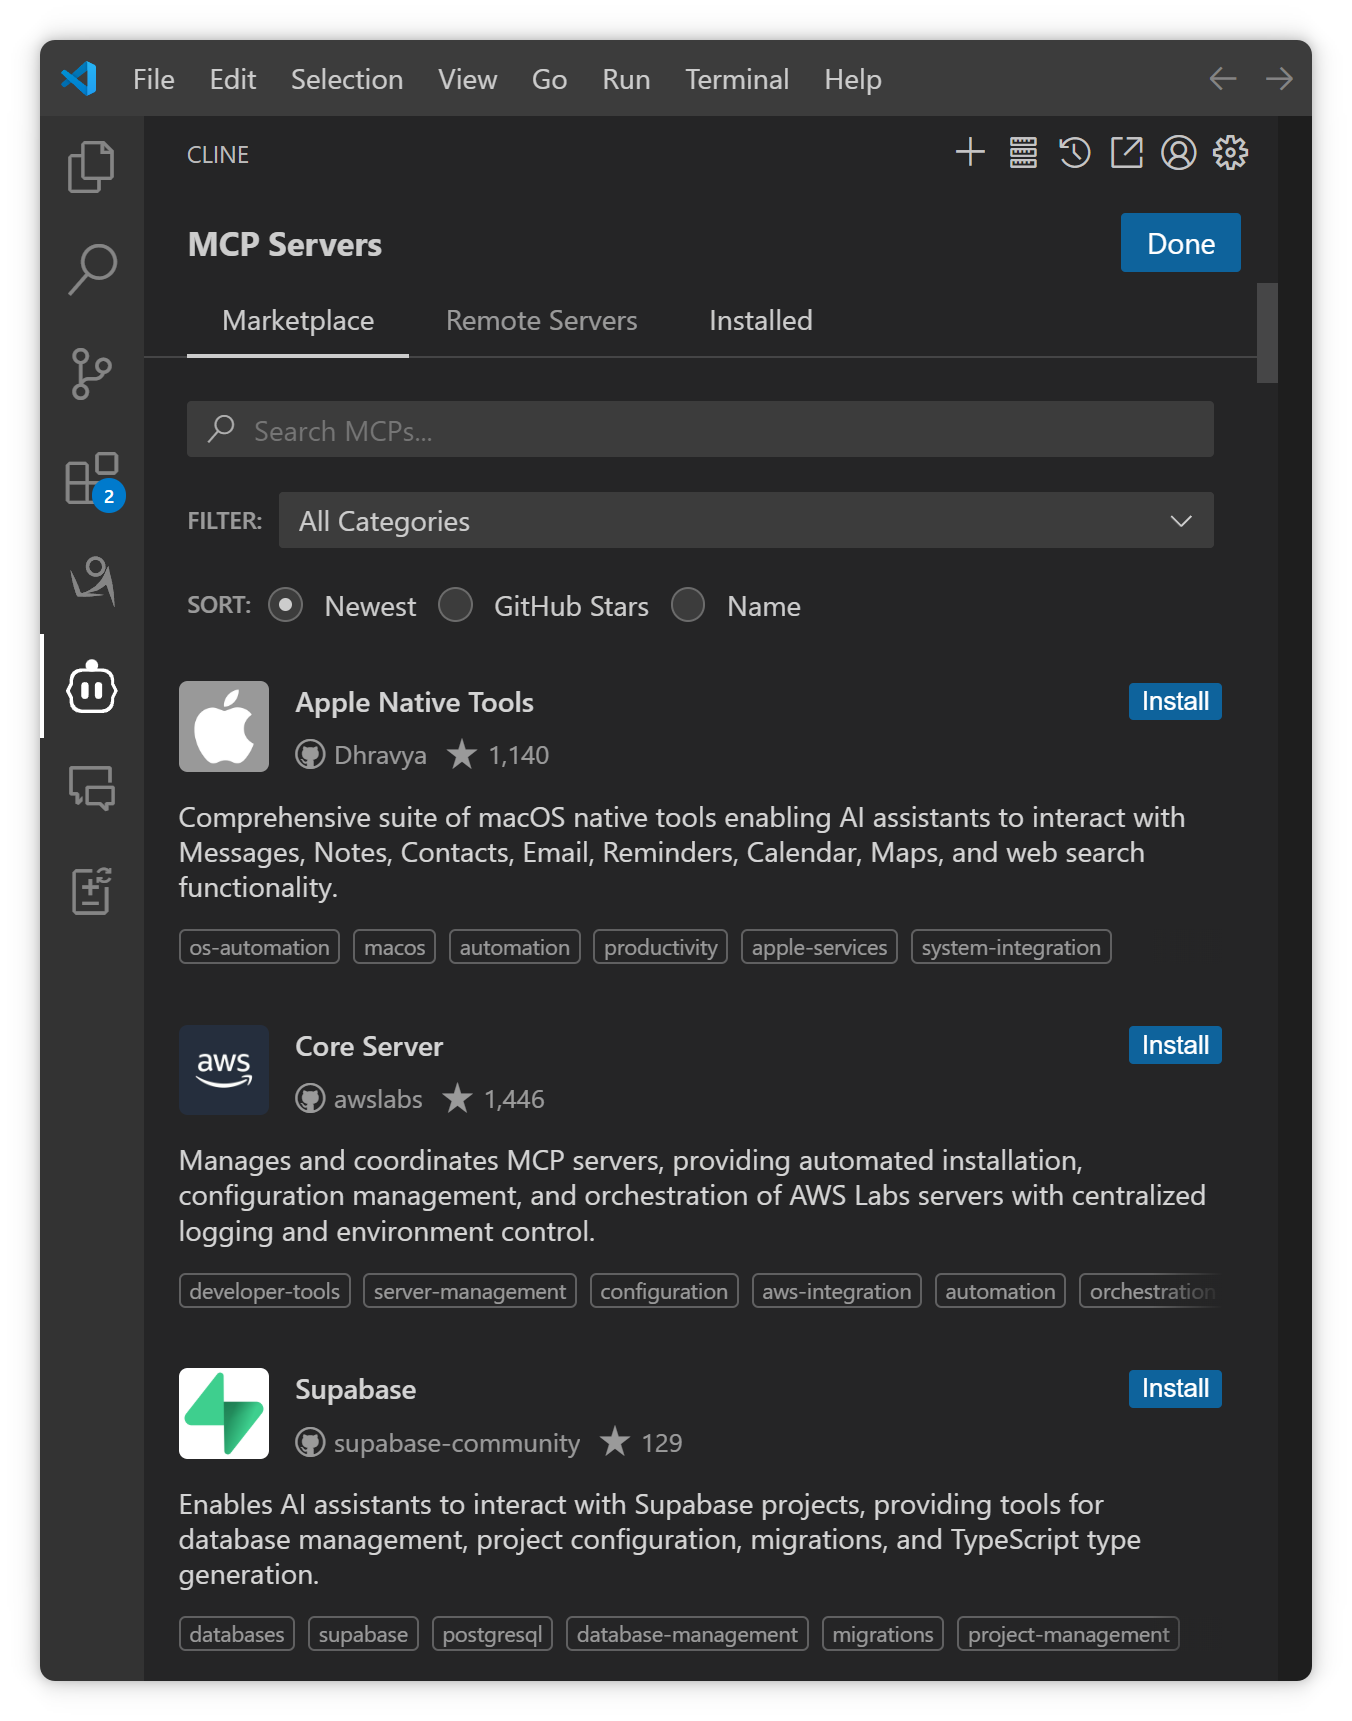 File Edit Selection View Go Run Terminal Help
CLINE
MCP Servers
Done
Marketplace Remote Servers Installed
Search MCPs...
FILTER: All Categories
2
SORT: Newest GitHub Stars Name
Apple Native Tools
Install
Dhravya 1,140
Comprehensive suite of macOS native tools enabling AI assistants to interact with
Messages, Notes, Contacts, Email, Reminders, Calendar, Maps, and web search
functionality.
os-automation macos automation productivity apple-services system-integration
aws
Core Server
Install
awslabs 1,446
Manages and coordinates MCP servers, providing automated installation,
configuration management, and orchestration of AWS Labs servers with centralized
logging and environment control.
developer-tools server-management configuration aws-integration automation orchestration
Supabase
Install
supabase-community 129
Enables AI assistants to interact with Supabase projects, providing tools for
database management, project configuration, migrations, and TypeScript type
generation.
databases supabase postgresql database-management migrations project-management